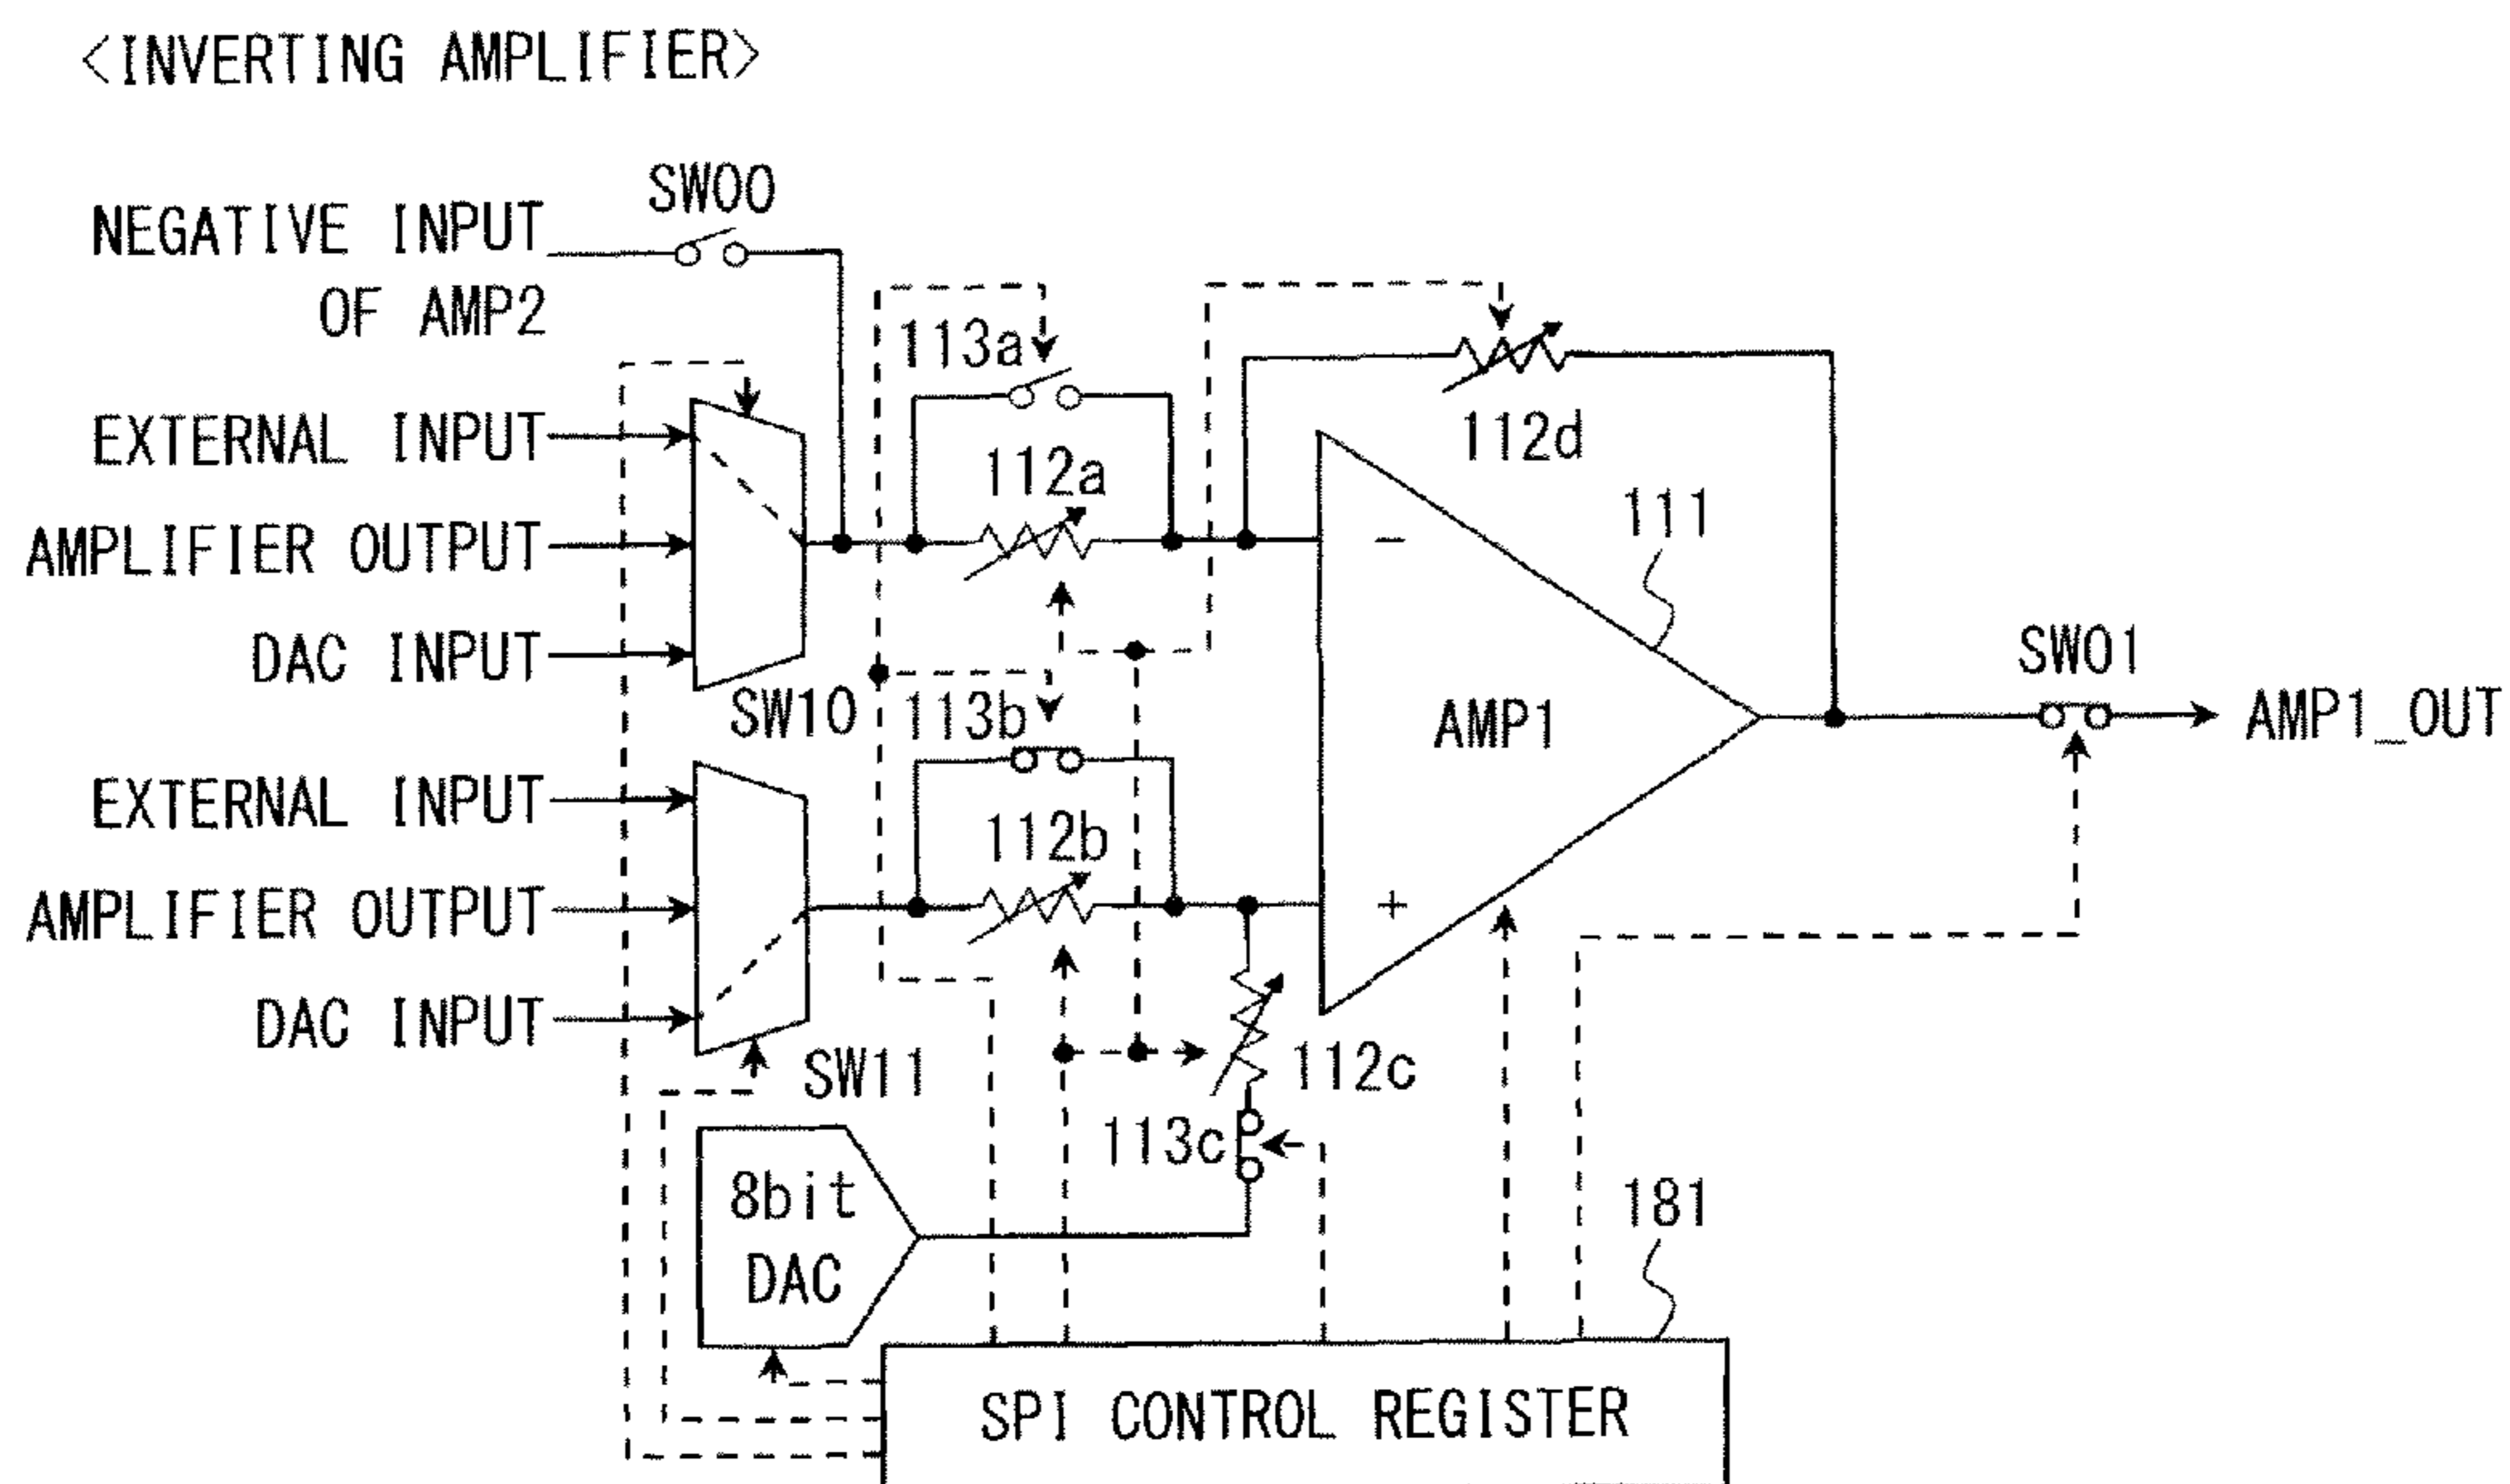 <INVERTING AMPLIFIER>
SW00
NEGATIVE INPUT
OF AMP2
113a
112d
EXTERNAL INPUT
112a
111
AMPLIFIER OUTPUT
DAC INPUT
SW10
113b
AMP1
SW01
AMP1_OUT
−
EXTERNAL INPUT
112b
AMPLIFIER OUTPUT
+
DAC INPUT
SW11
112c
113c
8bit
DAC
181
SPI CONTROL REGISTER